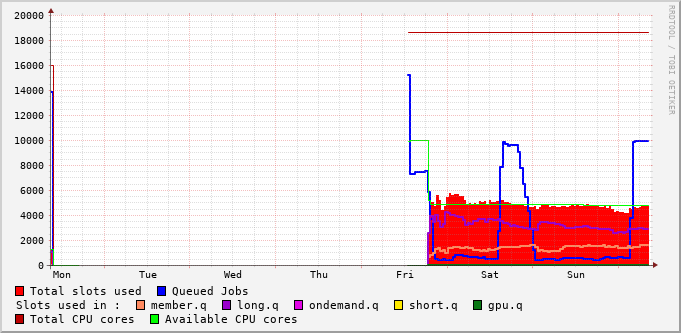 RRDTOOL / TOBI OETIKER
20000
18000
16000
14000
12000
10000
8000
6000
4000
2000
0
Mon Tue Wed Thu Fri Sat Sun
Total slots used Queued Jobs
Slots used in : member.q long.q ondemand.q short.q gpu.q
Total CPU cores Available CPU cores